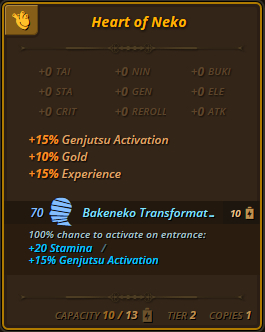 Heart of Neko
+0 TAI +0 NIN +0 BUKI
+0 STA +0 GEN +0 ELE
+0 CRIT +0 REROLL +0 ATK
+15% Genjutsu Activation
+10% Gold
+15% Experience
70 Bakeneko Transformat… 10
100% chance to activate on entrance:
+20 Stamina /
+15% Genjutsu Activation
CAPACITY 10 / 13 TIER 2 COPIES 1